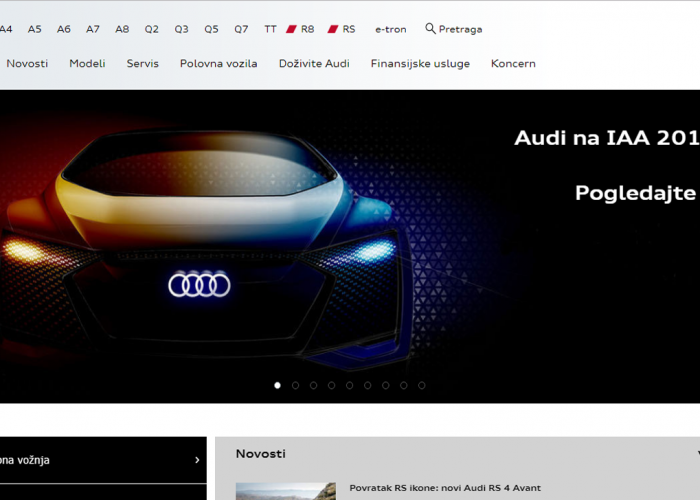 A4 A5 A6 A7 A8 Q2 Q3 Q5 Q7 TT R8 RS e-tron Pretraga
Novosti Modeli Servis Polovna vozila Doživite Audi Finansijske usluge Koncern
Audi na IAA 201
Pogledajte
vožnja
Novosti
Povratak RS ikone: novi Audi RS 4 Avant